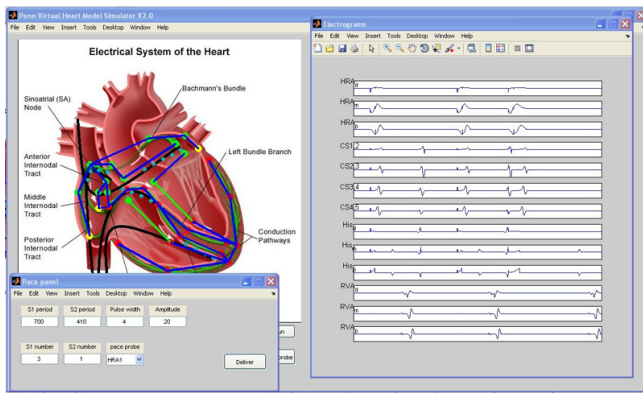 Penn Virtual Heart Model Simulator V2.0
File Edit View Insert Tools Desktop Window Help
Electrical System of the Heart
Bachmann's Bundle
Sinoatrial (SA)
Node
Left Bundle Branch
Anterior
Internodal
Tract
Middle
Internodal
Tract
Posterior
Internodal
Tract
Conduction
Pathways
Pace panel
File Edit View Insert Tools Desktop Window Help
S1 period S2 period Pulse width Amplitude
700 410 4 20
S1 number S2 number pace probe
3 1 HRA1
Deliver
Electrograms
File Edit View Insert Tools Desktop Window Help
HRA d
HRA m
HRA p
CS1,2
CS2,3
CS3,4
CS4,5
His
His
His p
RVA d
RVA m
RVA p